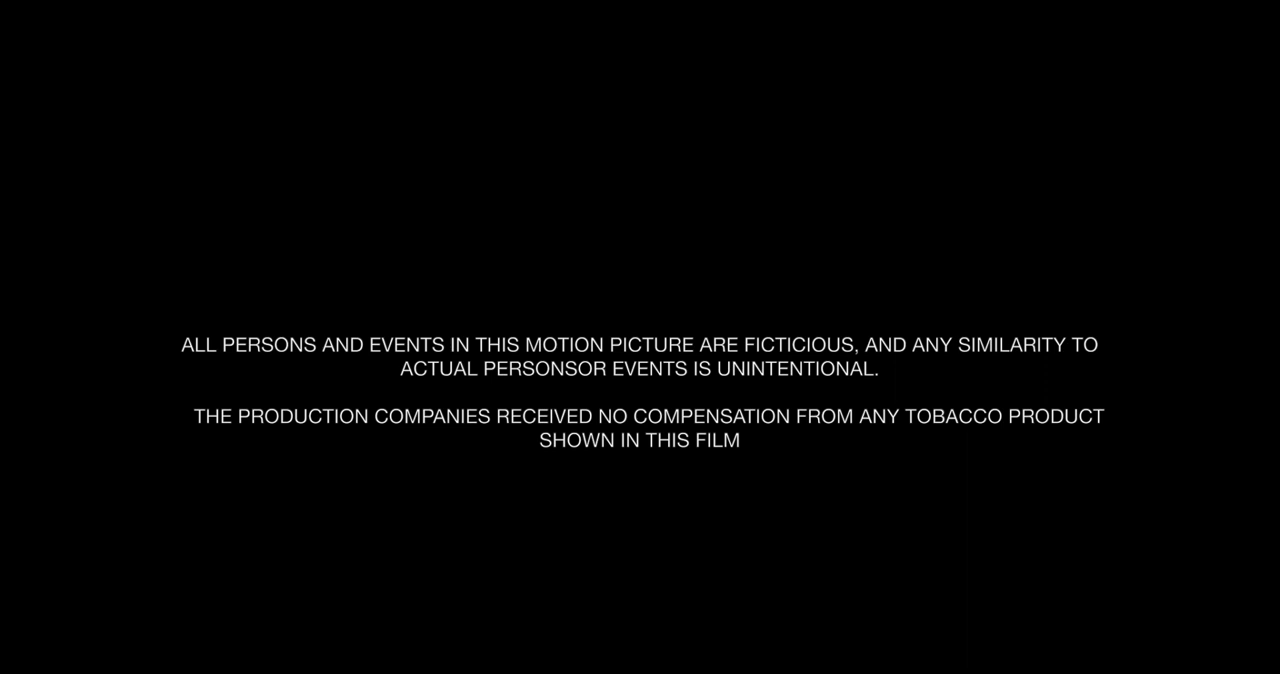 ALL PERSONS AND EVENTS IN THIS MOTION PICTURE ARE FICTICIOUS, AND ANY SIMILARITY TO
ACTUAL PERSONSOR EVENTS IS UNINTENTIONAL.
THE PRODUCTION COMPANIES RECEIVED NO COMPENSATION FROM ANY TOBACCO PRODUCT
SHOWN IN THIS FILM